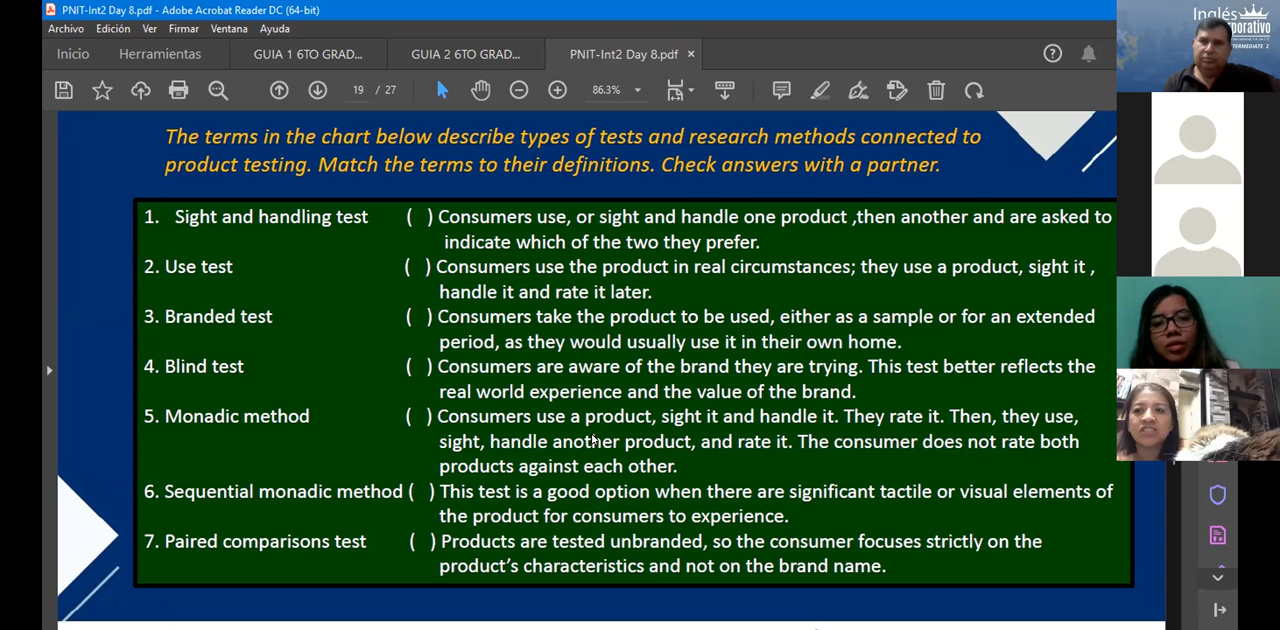 PNIT-Int2 Day 8.pdf - Adobe Acrobat Reader DC (64-bit)
Archivo Edición Ver Firmar Ventana Ayuda
Inicio Herramientas GUIA 1 6TO GRAD... GUIA 2 6TO GRAD... PNIT-Int2 Day 8.pdf ×
19 / 27 86.3%
The terms in the chart below describe types of tests and research methods connected to
product testing. Match the terms to their definitions. Check answers with a partner.
1. Sight and handling test ( ) Consumers use, or sight and handle one product ,then another and are asked to
indicate which of the two they prefer.
2. Use test ( ) Consumers use the product in real circumstances; they use a product, sight it ,
handle it and rate it later.
3. Branded test ( ) Consumers take the product to be used, either as a sample or for an extended
period, as they would usually use it in their own home.
4. Blind test ( ) Consumers are aware of the brand they are trying. This test better reflects the
real world experience and the value of the brand.
5. Monadic method ( ) Consumers use a product, sight it and handle it. They rate it. Then, they use,
sight, handle another product, and rate it. The consumer does not rate both
products against each other.
6. Sequential monadic method ( ) This test is a good option when there are significant tactile or visual elements of
the product for consumers to experience.
7. Paired comparisons test ( ) Products are tested unbranded, so the consumer focuses strictly on the
product's characteristics and not on the brand name.
Inglés